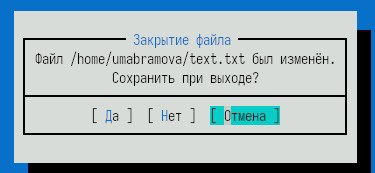 Закрытие файла
Файл /home/umabramova/text.txt был изменён.
Сохранить при выходе?
[ Да ] [ Нет ] [ Отмена ]